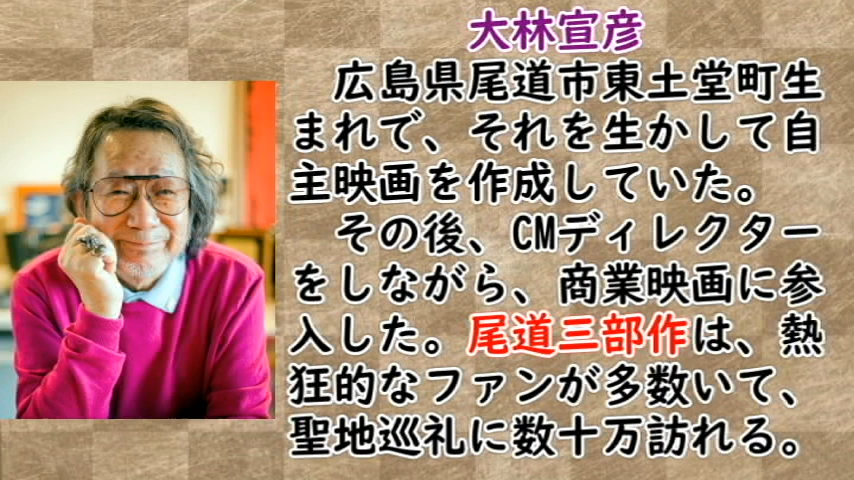 大林宣彦
広島県尾道市東土堂町生
まれで、それを生かして自
主映画を作成していた。
その後、CMディレクター
をしながら、商業映画に参
入した。尾道三部作は、熱
狂的なファンが多数いて、
聖地巡礼に数十万訪れる。